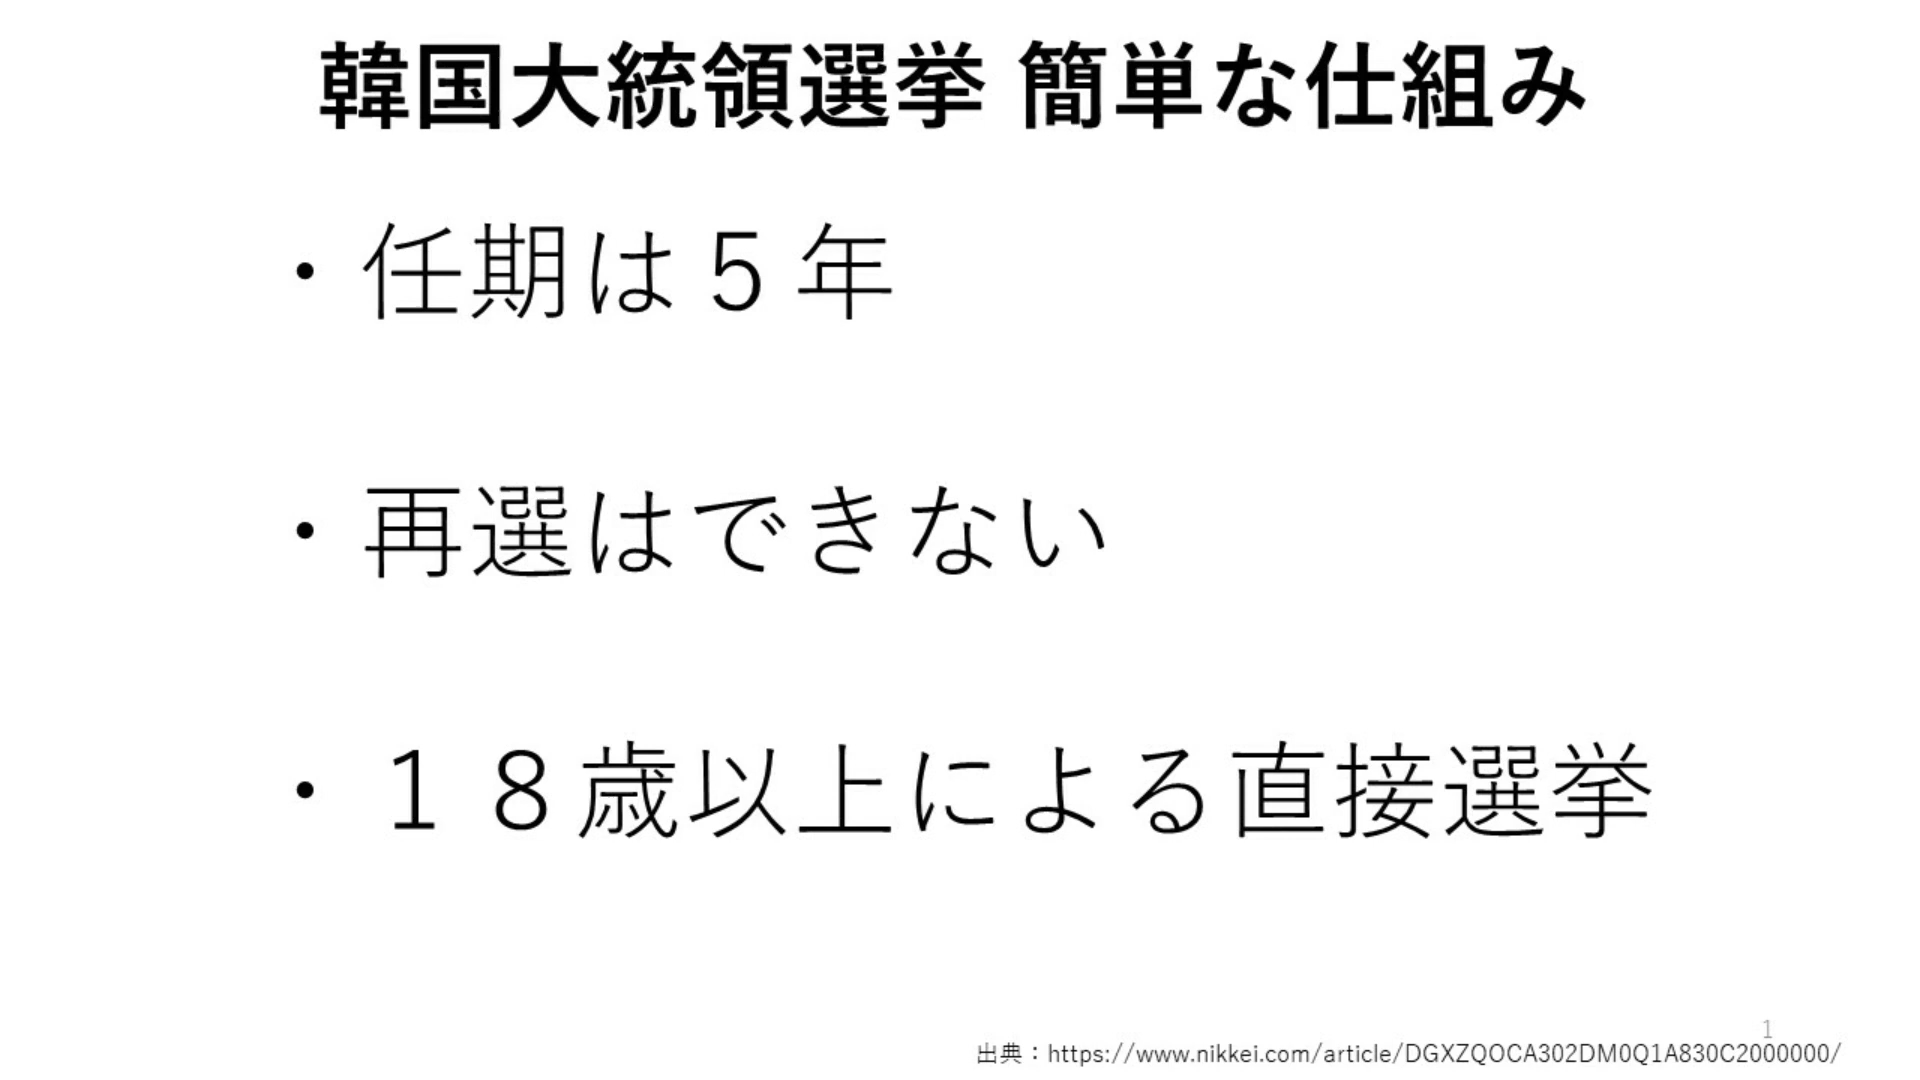 韓国大統領選挙 簡単な仕組み
・任期は５年
・再選はできない
・１８歳以上による直接選挙
1
出典：https://www.nikkei.com/article/DGXZQOCA302DM0Q1A830C2000000/